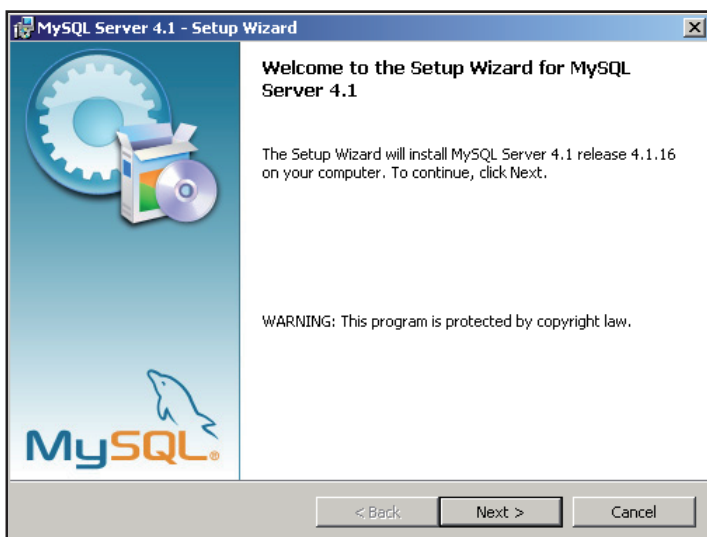 MySQL Server 4.1 - Setup Wizard
Welcome to the Setup Wizard for MySQL
Server 4.1
The Setup Wizard will install MySQL Server 4.1 release 4.1.16
on your computer. To continue, click Next.
WARNING: This program is protected by copyright law.
MySQL®
< Back
Next >
Cancel